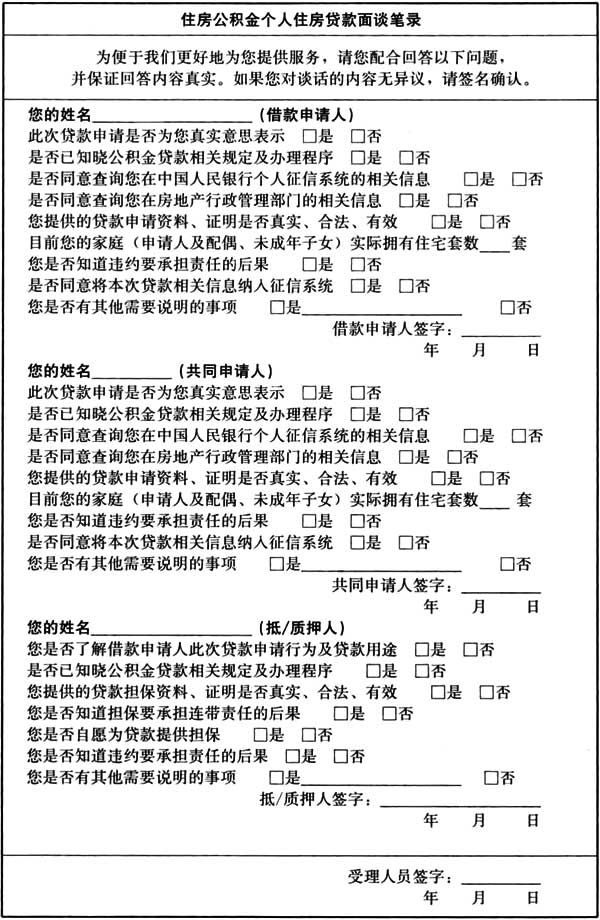 住房公积金个人住房贷款面谈笔录
为便于我们更好地为您提供服务，请您配合回答以下问题，
并保证回答内容真实。如果您对谈话的内容无异议，请签名确认。
您的姓名____________________（借款申请人）
此次贷款申请是否为您真实意思表示 □是 □否
是否已知晓公积金贷款相关规定及办理程序 □是 □否
是否同意查询您在中国人民银行个人征信系统的相关信息 □是 □否
是否同意查询您在房地产行政管理部门的相关信息 □是 □否
您提供的贷款申请资料、证明是否真实、合法、有效 □是 □否
目前您的家庭（申请人及配偶、未成年子女）实际拥有住宅套数____套
您是否知道违约要承担责任的后果 □是 □否
是否同意将本次贷款相关信息纳入征信系统 □是 □否
您是否有其他需要说明的事项 □是____________________ □否
借款申请人签字：__________
年 月 日
您的姓名__________（共同申请人）
此次贷款申请是否为您真实意思表示 □是 □否
是否已知晓公积金贷款相关规定及办理程序 □是 □否
是否同意查询您在中国人民银行个人征信系统的相关信息 □是 □否
是否同意查询您在房地产行政管理部门的相关信息 □是 □否
您提供的贷款申请资料、证明是否真实、合法、有效 □是 □否
目前您的家庭（申请人及配偶、未成年子女）实际拥有住宅套数____ 套
您是否知道违约要承担责任的后果 □是 □否
是否同意将本次贷款相关信息纳入征信系统 □是 □否
您是否有其他需要说明的事项 □是____________________ □否
共同申请人签字：__________
年 月 日
您的姓名____________________（抵/质押人）
您是否了解借款申请人此次贷款申请行为及贷款用途 □是 □否
是否已知晓公积金贷款相关规定及办理程序 □是 □否
您提供的贷款担保资料、证明是否真实、合法、有效 □是 □否
您是否知道担保要承担连带责任的后果 □是 □否
您是否自愿为贷款提供担保 □是 □否
您是否知道违约要承担责任的后果 □是 □否
您是否有其他需要说明的事项 □是____________________ □否
抵/质押人签字：____________________
年 月 日
受理人员签字：__________
年 月 日